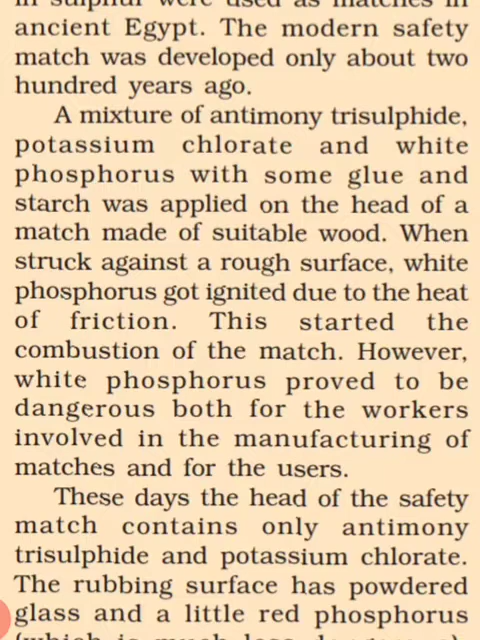 ancient Egypt. The modern safety
match was developed only about two
hundred years ago.
A mixture of antimony trisulphide,
potassium chlorate and white
phosphorus with some glue and
starch was applied on the head of a
match made of suitable wood. When
struck against a rough surface, white
phosphorus got ignited due to the heat
of friction. This started the
combustion of the match. However,
white phosphorus proved to be
dangerous both for the workers
involved in the manufacturing of
matches and for the users.
These days the head of the safety
match contains only antimony
trisulphide and potassium chlorate.
The rubbing surface has powdered
glass and a little red phosphorus